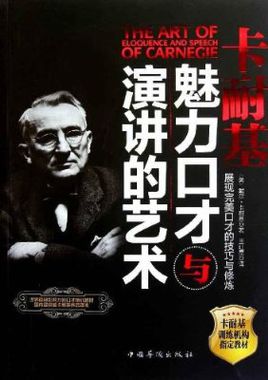 THE ART OF
ELOQUENCE AND SPEECH
OF CARNEGIE
卡耐基
魅力口才与
演讲的艺术
展现完美口才的技巧与修炼
卡耐基
训练机构
指定教材
中国华侨出版社